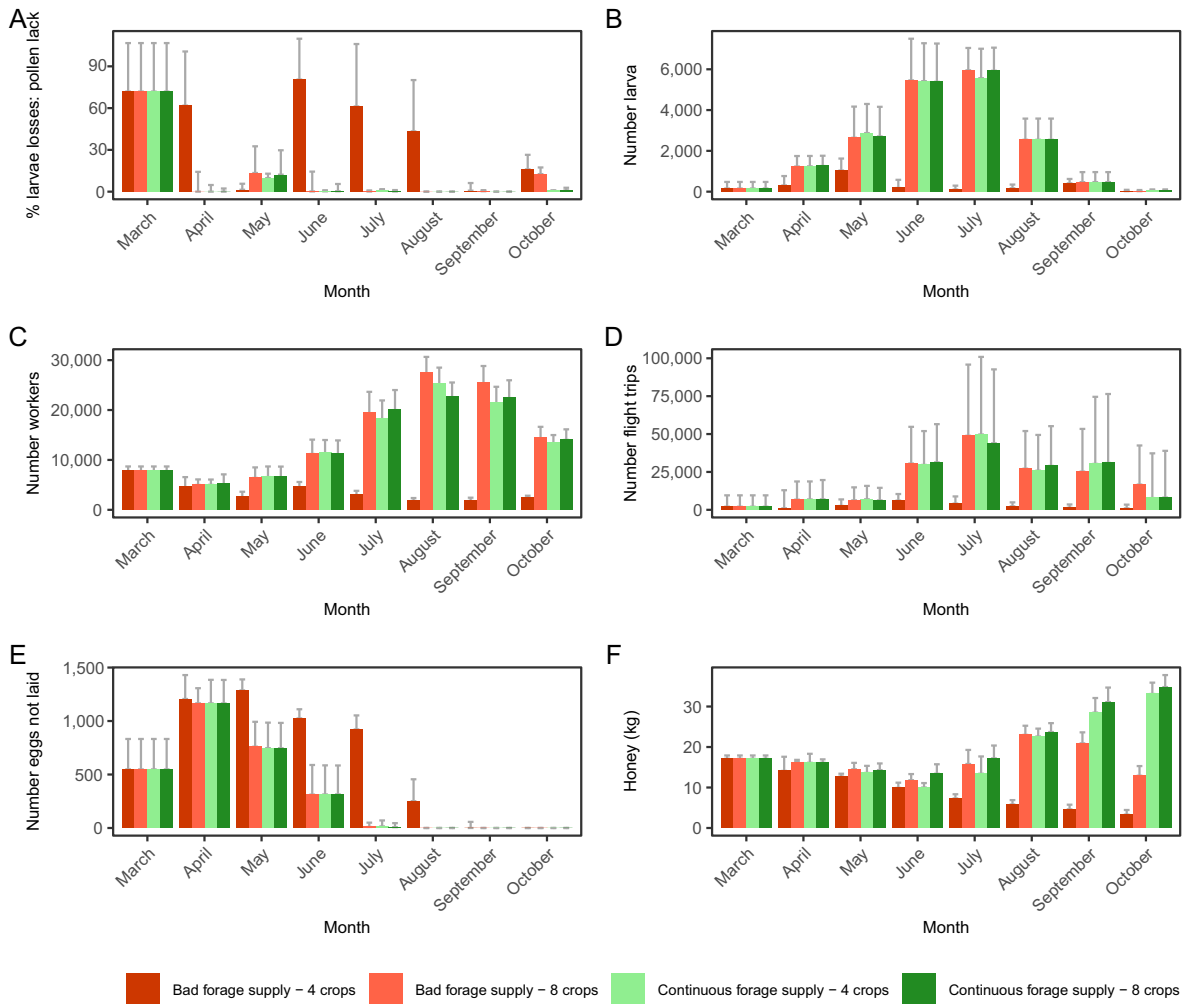 A
% larvae losses: pollen lack
90
60
30
0
March April May June July August September October
Month
B
Number larva
6,000
4,000
2,000
0
March April May June July August September October
Month
C
Number workers
30,000
20,000
10,000
0
March April May June July August September October
Month
D
Number flight trips
100,000
75,000
50,000
25,000
0
March April May June July August September October
Month
E
Number eggs not laid
1,500
1,000
500
0
March April May June July August September October
Month
F
Honey (kg)
30
20
10
0
March April May June July August September October
Month
Bad forage supply − 4 crops Bad forage supply − 8 crops Continuous forage supply − 4 crops Continuous forage supply − 8 crops